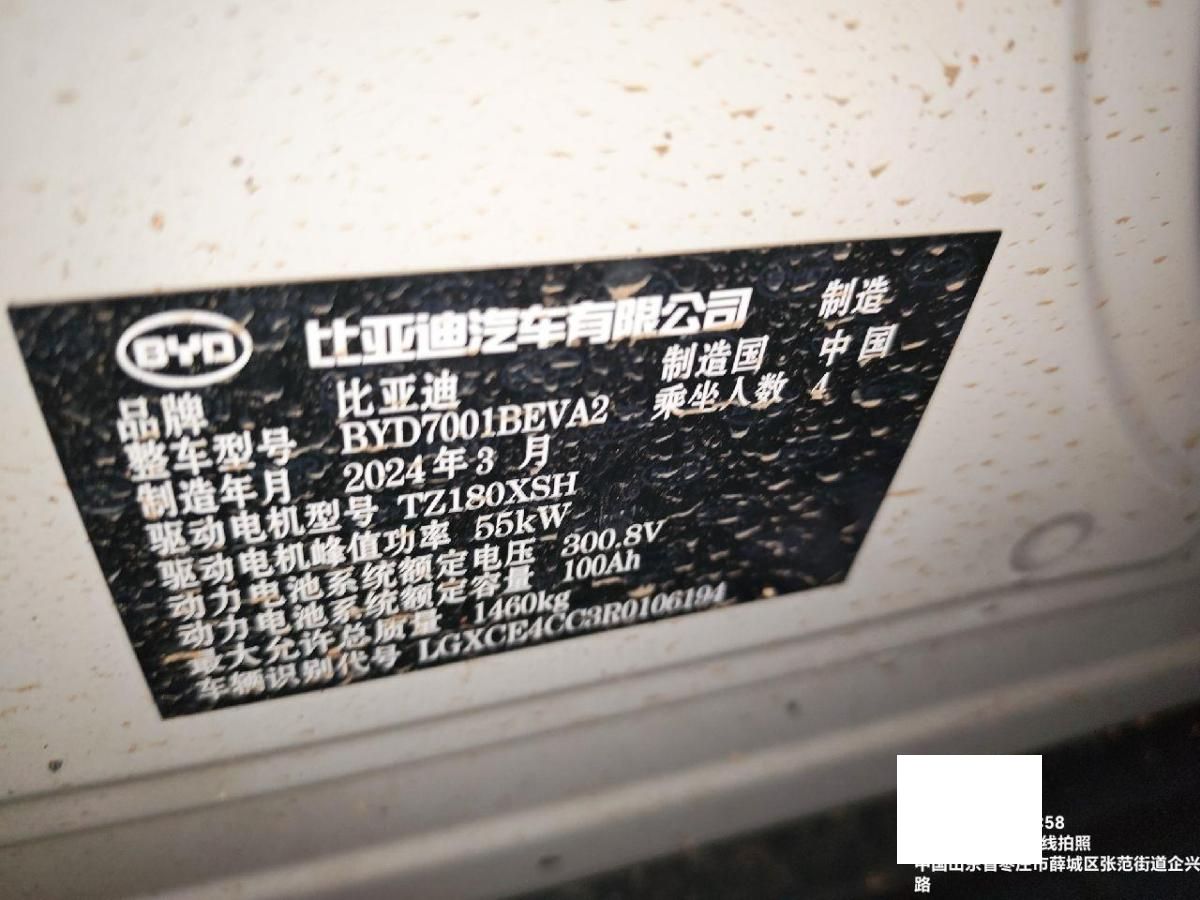 BYD 比亚迪汽车有限公司 制造
品牌 比亚迪 制造国 中国
整车型号 BYD7001BEVA2 乘坐人数 4
制造年月 2024年3月
驱动电机型号 TZ180XSH
驱动电机峰值功率 55kW
动力电池系统额定电压 300.8V
动力电池系统额定容量 100Ah
最大允许总质量 1460kg
车辆识别代号 LGXCE4CC3R0106194
:58
线拍照
中国山东省枣庄市薛城区张范街道企兴
路